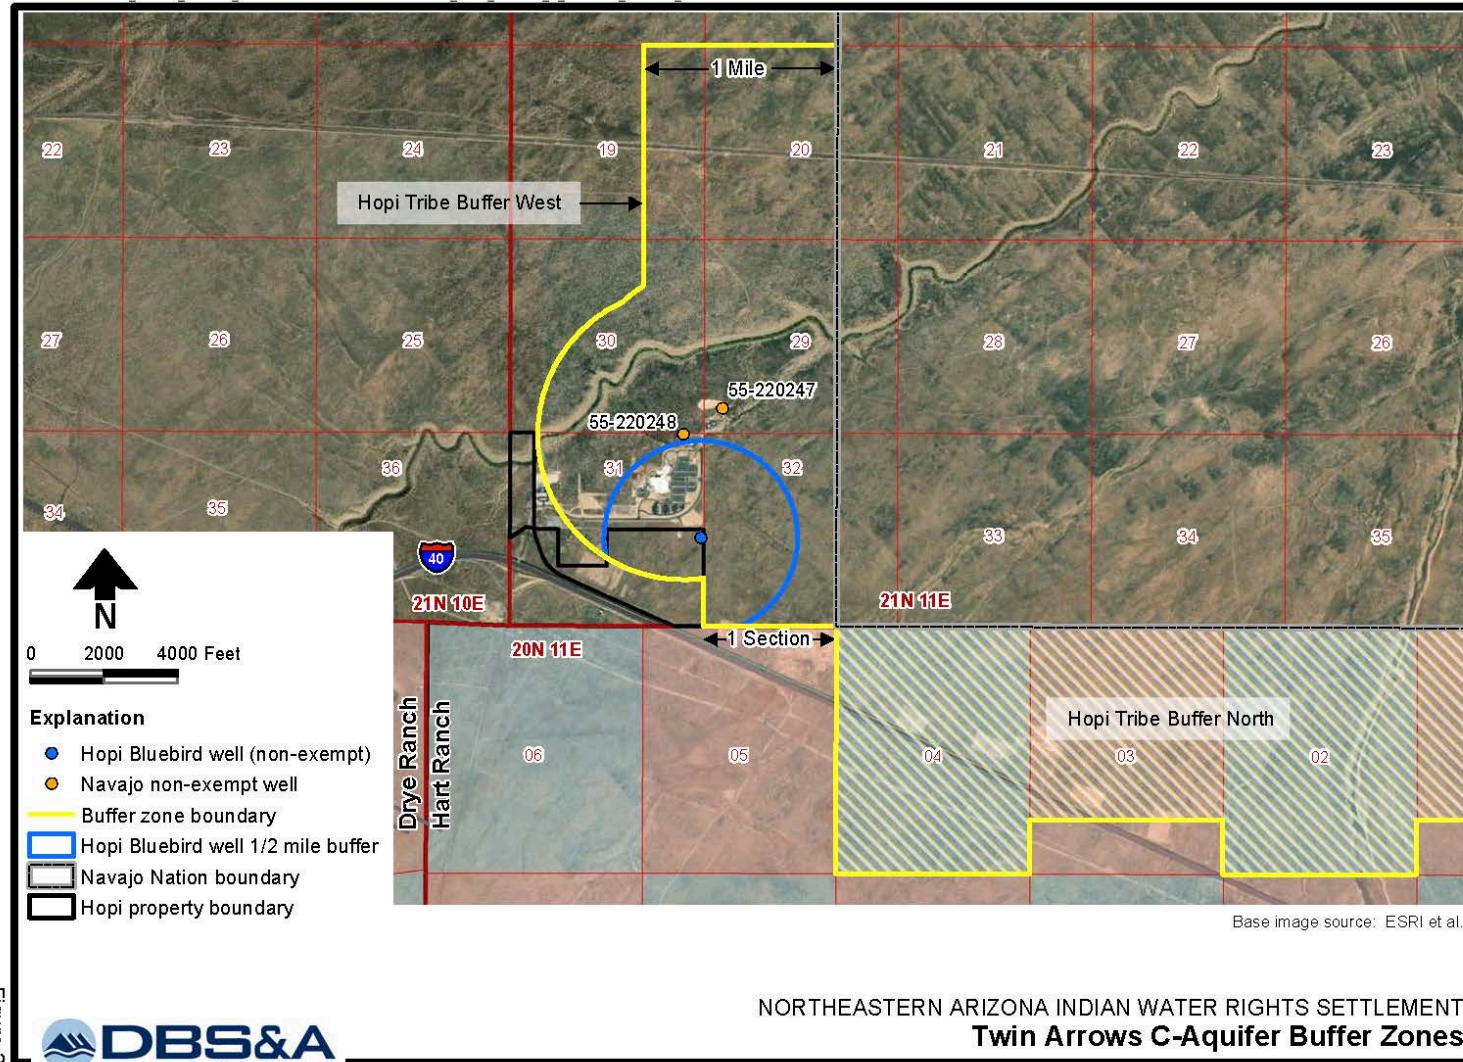 1 Mile
22 23 24 19 20 21 22 23
Hopi Tribe Buffer West
27 26 25 30 29 28 27 26
55-220247
55-220248
36 31 32
34 35 33 34 35
40
21N 10E 21N 11E
N
1 Section
20N 11E
0 2000 4000 Feet
Drye Ranch
Hart Ranch
Hopi Tribe Buffer North
06 05 04 03 02
Explanation
Hopi Bluebird well (non-exempt)
Navajo non-exempt well
Buffer zone boundary
Hopi Bluebird well 1/2 mile buffer
Navajo Nation boundary
Hopi property boundary
Base image source: ESRI et al.
NORTHEASTERN ARIZONA INDIAN WATER RIGHTS SETTLEMENT
Twin Arrows C-Aquifer Buffer Zones
DBS&A